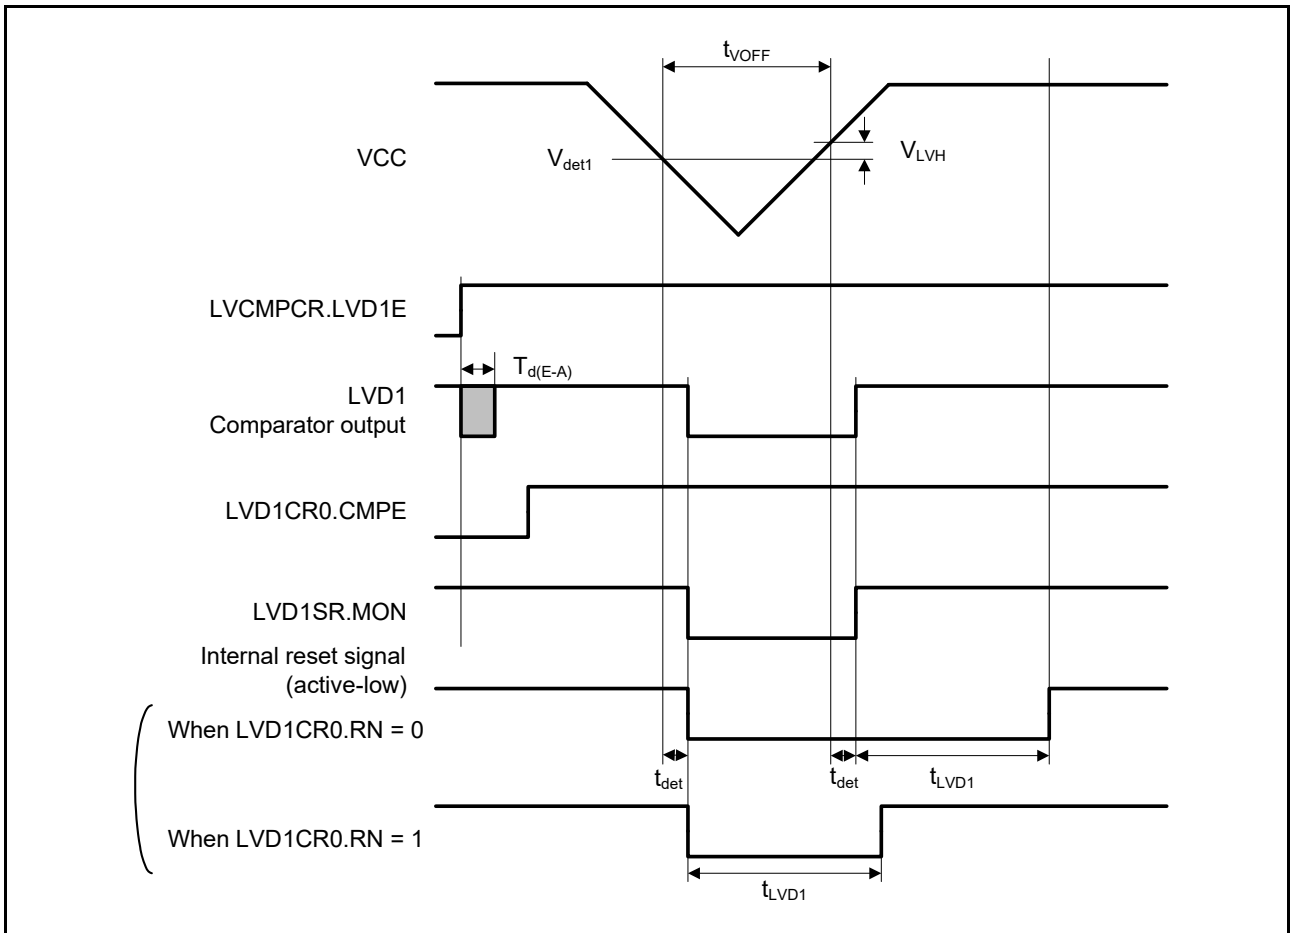 tVOFF
VCC
Vdet1
VLVH
LVCMPCR.LVD1E
Td(E-A)
LVD1
Comparator output
LVD1CR0.CMPE
LVD1SR.MON
Internal reset signal
(active-low)
When LVD1CR0.RN = 0
tdet
tdet
tLVD1
When LVD1CR0.RN = 1
tLVD1